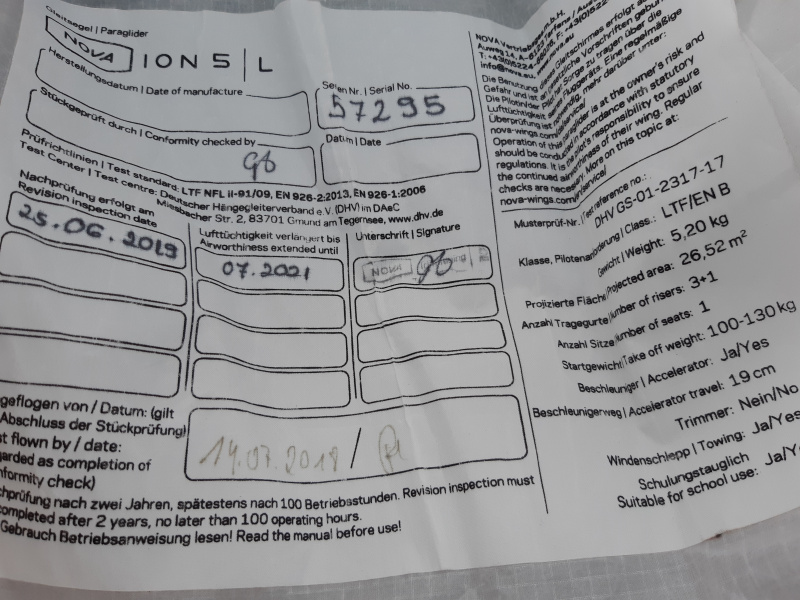 Gleitsegel | Paraglider
NOVA ION 5 | L
Herstellungsdatum | Date of manufacture
Serien Nr. | Serial No.
57295
Stückgeprüft durch | Conformity checked by
gb
Datum | Date
Prüfrichtlinien | Test standard: LTF NFL II-91/09, EN 926-2:2013, EN 926-1:2006
Test Center | Test centre: Deutscher Hängegleiterverband e.V. (DHV) im DAeC
Miesbacher Str. 2, 83701 Gmund am Tegernsee, www.dhv.de
Nachprüfung erfolgt am
Revision inspection date
Lufttüchtigkeit verlängert bis
Airworthiness extended until
Unterschrift | Signature
25.06.2019
07.2021
NOVA gb
geflogen von / Datum: (gilt
Abschluss der Stückprüfung)
t flown by / date:
arded as completion of
nformity check)
14.07.2018 /
chprüfung nach zwei Jahren, spätestens nach 100 Betriebsstunden. Revision inspection must
ompleted after 2 years, no later than 100 operating hours.
Gebrauch Betriebsanweisung lesen! Read the manual before use!
NOVA Vertriebsges.m.b.H.
info@nova.eu
Die Benutzung dieses Gleitschirmes erfolgt
Operation of this paraglider is at the owner's risk and
should be conducted in accordance with statutory
regulations. It is the pilot's responsibility to ensure
the continued airworthiness of their wing. Regular
checks are necessary. More on this topic at:
nova-wings.com/service/
Musterprüf-Nr. | Test reference no.:
DHV GS-01-2317-17
Klasse, Pilotenanforderung | Class.: LTF/EN B
Gewicht | Weight: 5,20 kg
Projizierte Fläche | Projected area: 26,52 m²
Anzahl Tragegurte | Number of risers: 3+1
Anzahl Sitze | Number of seats: 1
Startgewicht | Take off weight: 100-130 kg
Beschleuniger | Accelerator: Ja/Yes
Beschleunigerweg | Accelerator travel: 19 cm
Trimmer: Nein/No
Windenschlepp | Towing: Ja/Yes
Schulungstauglich
Suitable for school use: Ja/Y